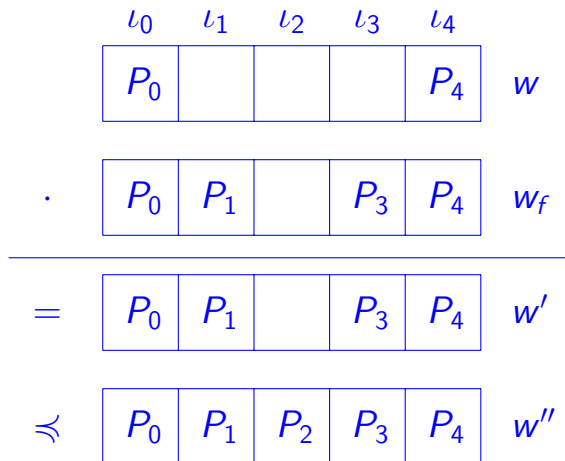 ι₀ ι₁ ι₂ ι₃ ι₄
P₀ P₄ w
· P₀ P₁ P₃ P₄ w_f
= P₀ P₁ P₃ P₄ w′
≼ P₀ P₁ P₂ P₃ P₄ w″